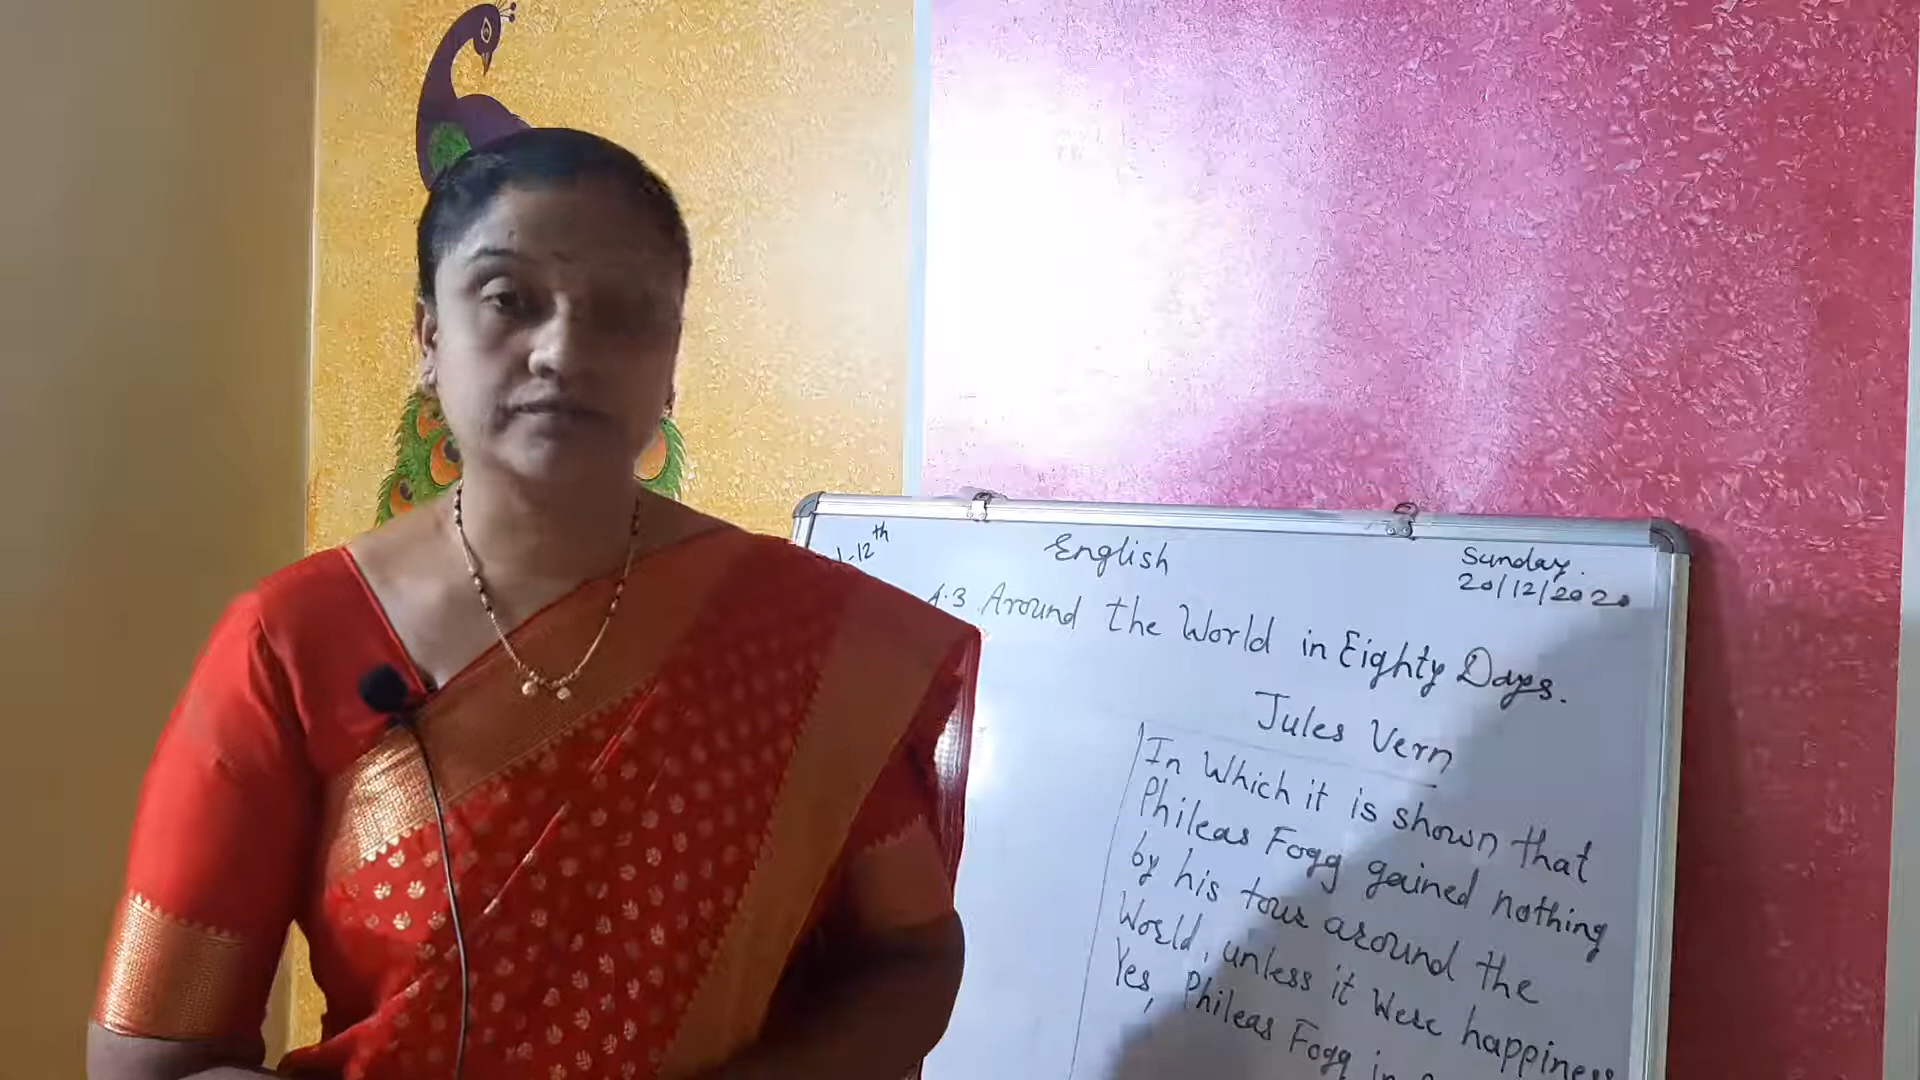 12th
English
Sunday.
20/12/2020
4.3 Around the World in Eighty Days.
Jules Vern
In Which it is shown that
Phileas Fogg gained nothing
by his tour around the
World, unless it Were happiness
Yes, Phileas Fogg